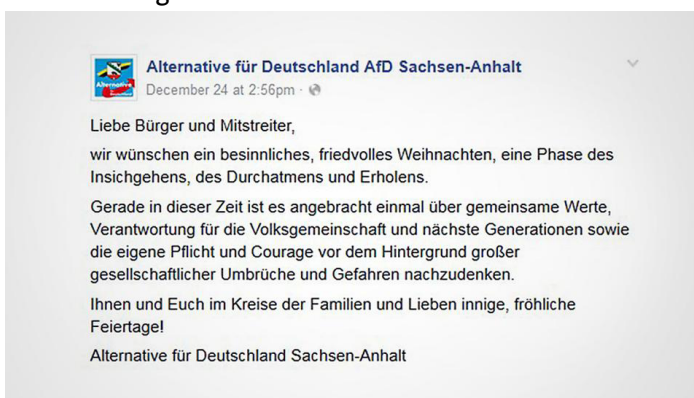 Alternative für Deutschland AfD Sachsen-Anhalt
December 24 at 2:56pm ·
Liebe Bürger und Mitstreiter,
wir wünschen ein besinnliches, friedvolles Weihnachten, eine Phase des
Insichgehens, des Durchatmens und Erholens.
Gerade in dieser Zeit ist es angebracht einmal über gemeinsame Werte,
Verantwortung für die Volksgemeinschaft und nächste Generationen sowie
die eigene Pflicht und Courage vor dem Hintergrund großer
gesellschaftlicher Umbrüche und Gefahren nachzudenken.
Ihnen und Euch im Kreise der Familien und Lieben innige, fröhliche
Feiertage!
Alternative für Deutschland Sachsen-Anhalt